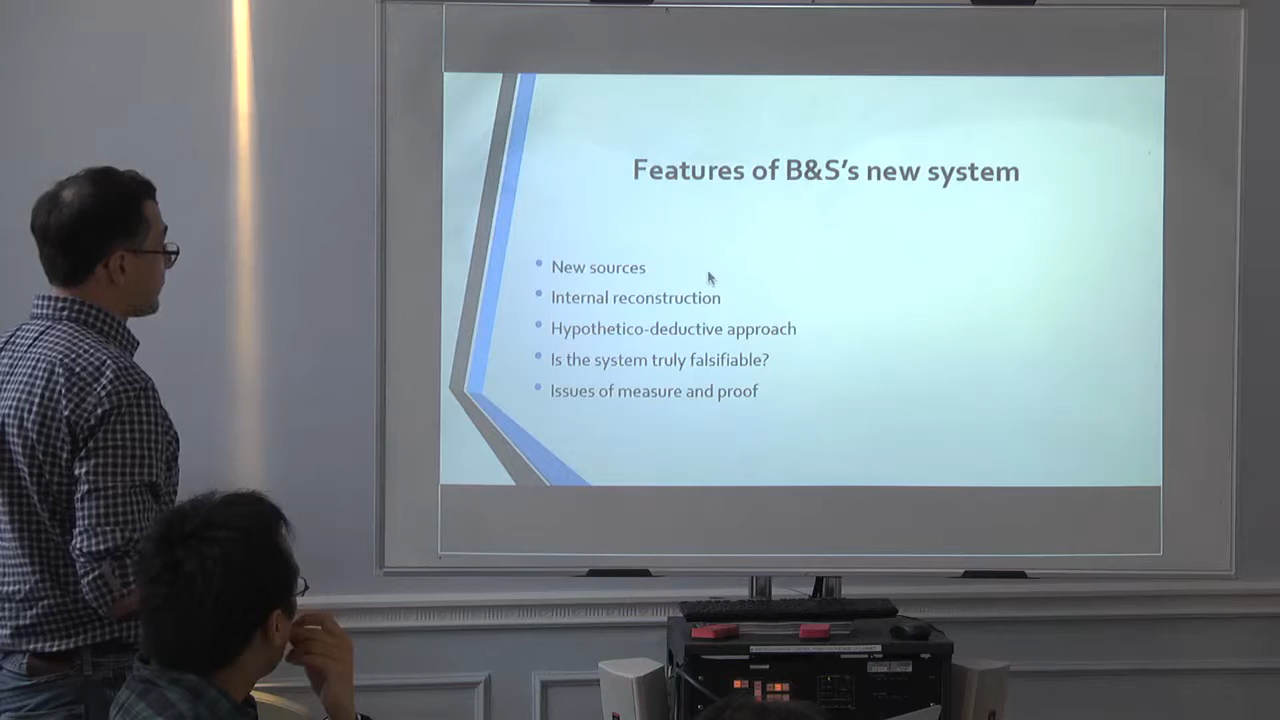 Features of B&S's new system
New sources
Internal reconstruction
Hypothetico-deductive approach
Is the system truly falsifiable?
Issues of measure and proof